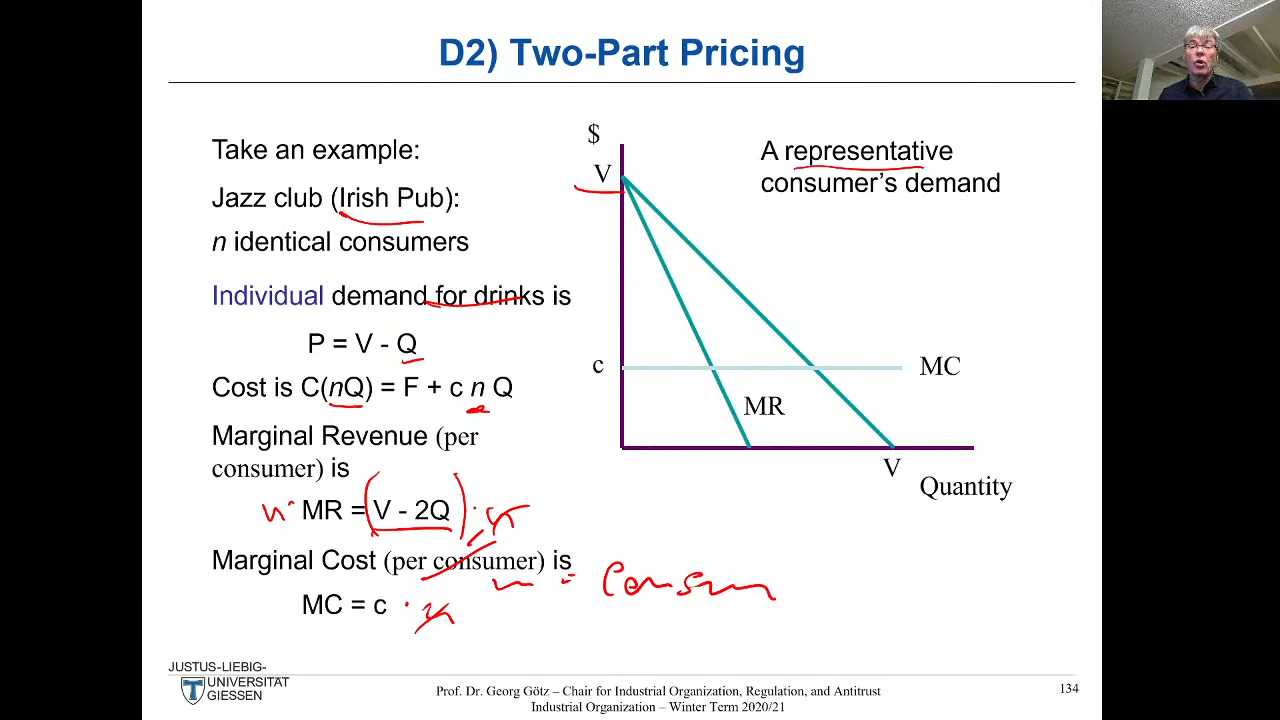 D2) Two-Part Pricing
Take an example:
Jazz club (Irish Pub):
n identical consumers
Individual demand for drinks is
P = V - Q
Cost is C(nQ) = F + c n Q
Marginal Revenue (per
consumer) is
n· MR = (V - 2Q) ·
Marginal Cost (per consumer) is
MC = c ·
$
V
c
MR
MC
V
Quantity
A representative
consumer's demand
JUSTUS-LIEBIG-
UNIVERSITÄT
GIESSEN
Prof. Dr. Georg Götz – Chair for Industrial Organization, Regulation, and Antitrust
Industrial Organization – Winter Term 2020/21
134